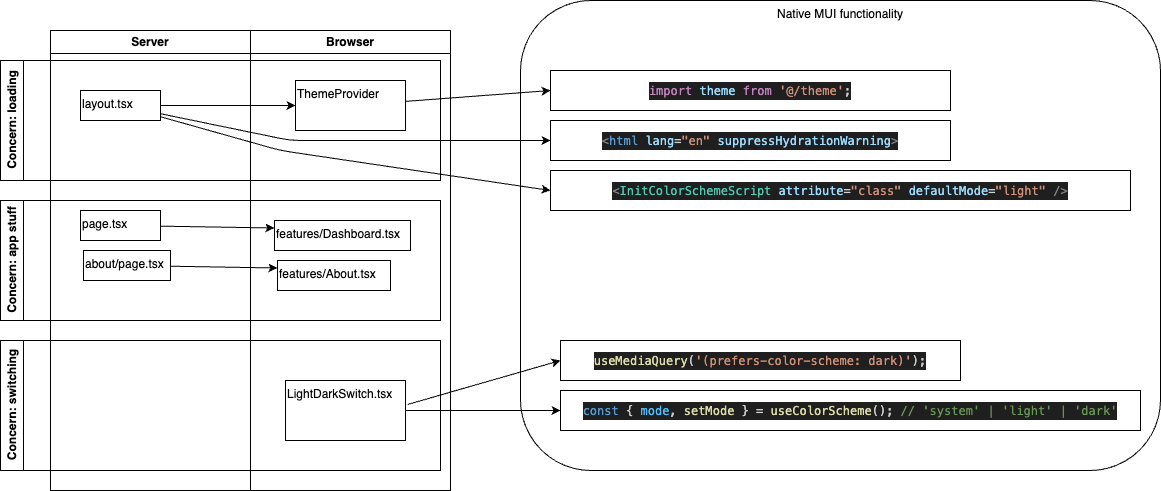 Native MUI functionality
Server
Browser
Concern: loading
layout.tsx
ThemeProvider
import theme from '@/theme';
<html lang="en" suppressHydrationWarning>
<InitColorSchemeScript attribute="class" defaultMode="light" />
Concern: app stuff
page.tsx
features/Dashboard.tsx
about/page.tsx
features/About.tsx
Concern: switching
LightDarkSwitch.tsx
useMediaQuery('(prefers-color-scheme: dark)');
const { mode, setMode } = useColorScheme(); // 'system' | 'light' | 'dark'